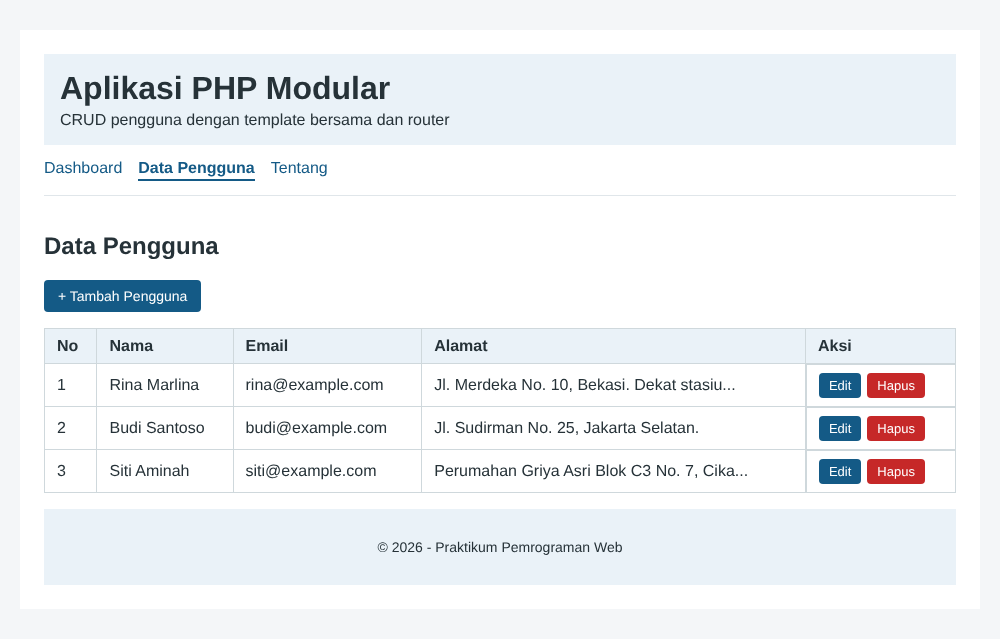 Aplikasi PHP Modular
CRUD pengguna dengan template bersama dan router
Dashboard Data Pengguna Tentang
Data Pengguna
+ Tambah Pengguna
No Nama Email Alamat Aksi
1 Rina Marlina rina@example.com Jl. Merdeka No. 10, Bekasi. Dekat stasiu... Edit Hapus
2 Budi Santoso budi@example.com Jl. Sudirman No. 25, Jakarta Selatan. Edit Hapus
3 Siti Aminah siti@example.com Perumahan Griya Asri Blok C3 No. 7, Cika... Edit Hapus
© 2026 - Praktikum Pemrograman Web